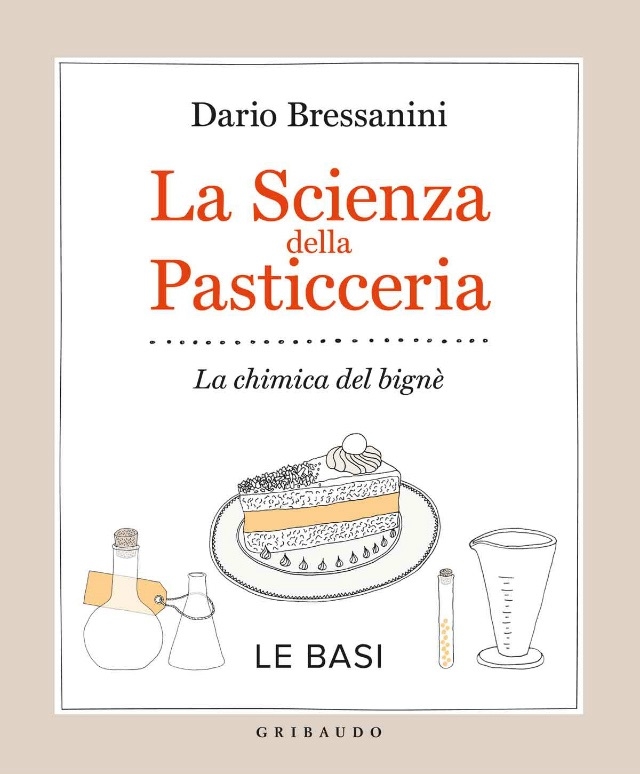 Dario Bressanini
La Scienza
della
Pasticceria
La chimica del bignè
LE BASI
GRIBAUDO